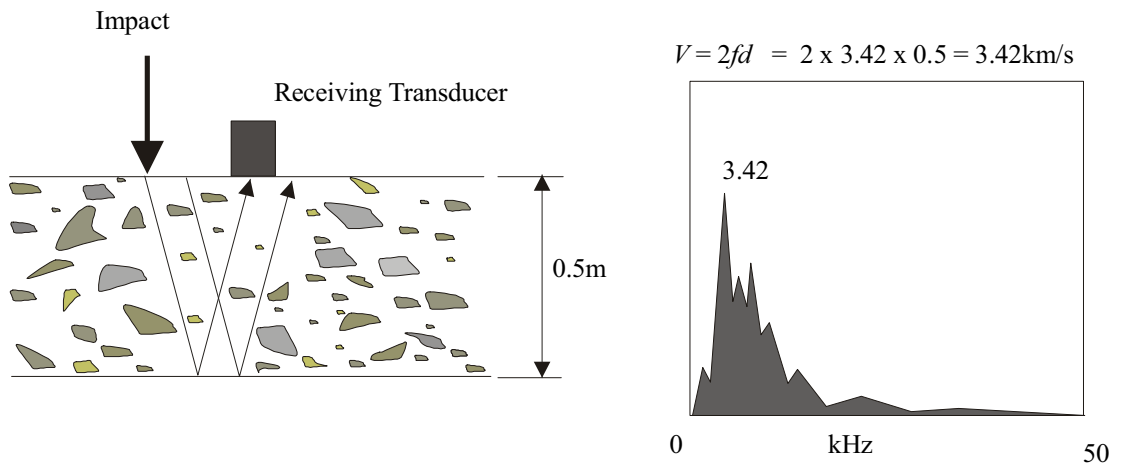 Impact
Receiving Transducer
0.5m
V = 2fd = 2 x 3.42 x 0.5 = 3.42km/s
3.42
0
kHz
50